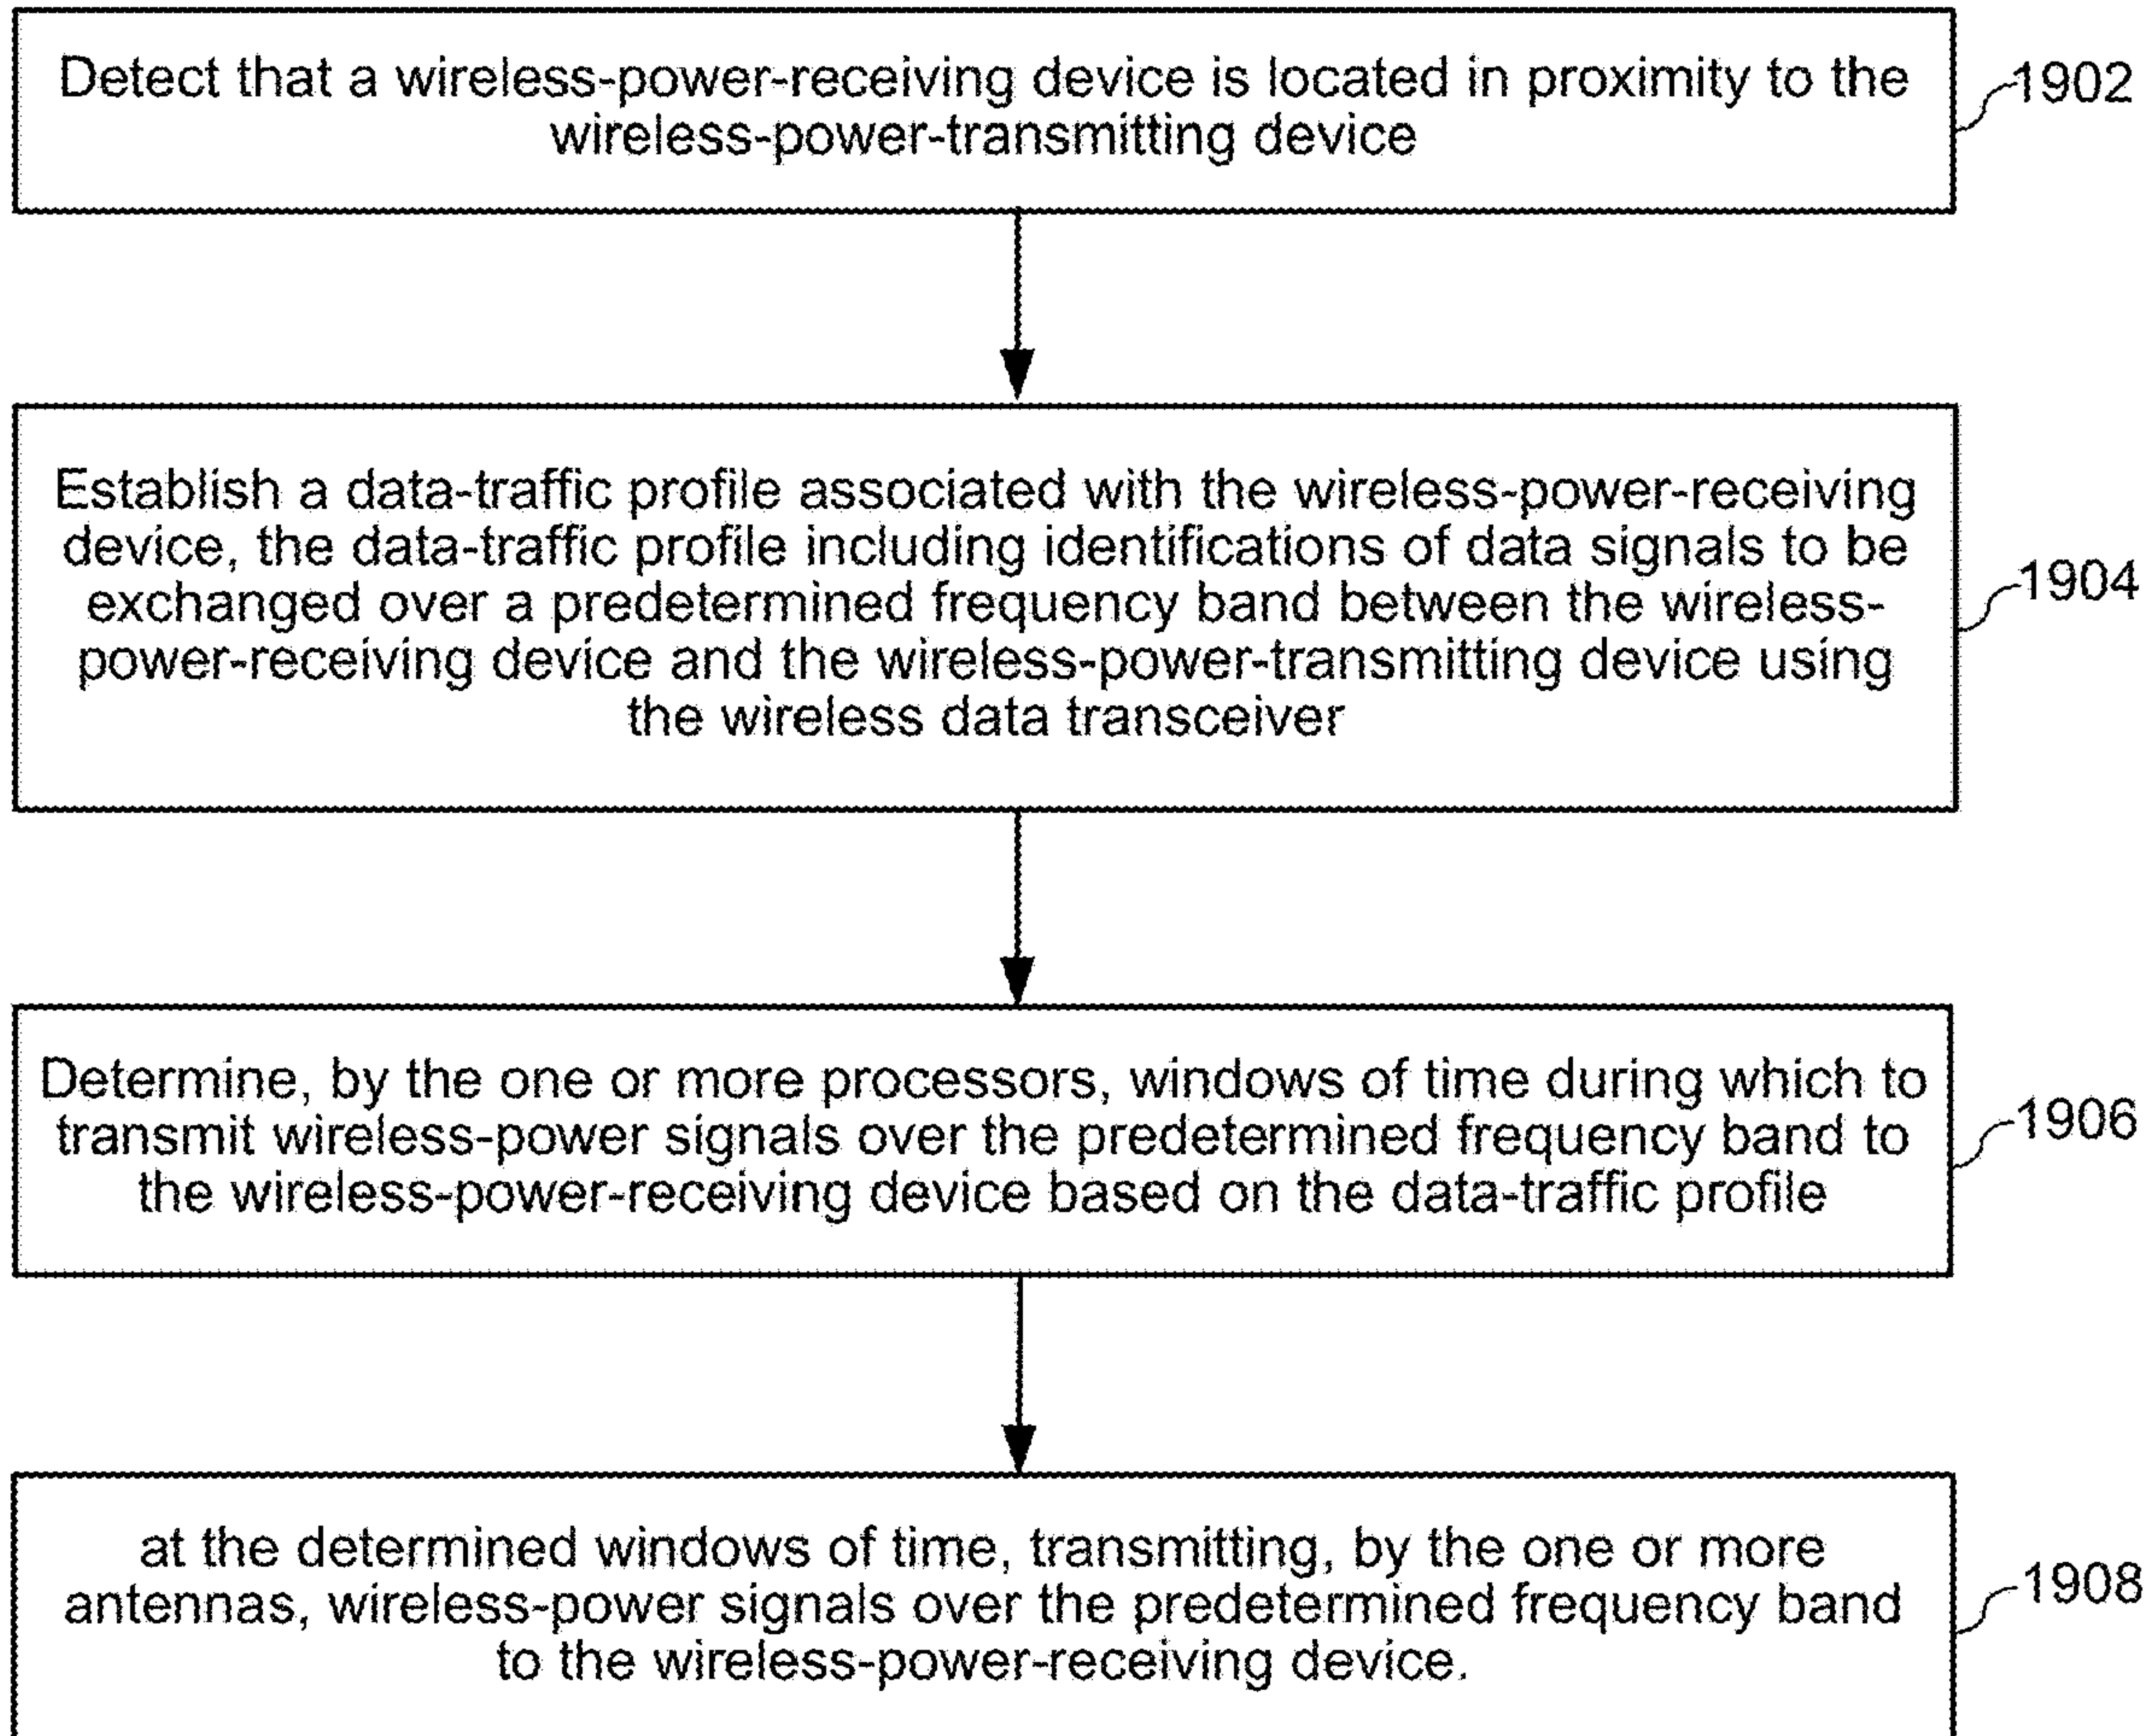 Detect that a wireless-power-receiving device is located in proximity to the
wireless-power-transmitting device
1902
Establish a data-traffic profile associated with the wireless-power-receiving
device, the data-traffic profile including identifications of data signals to be
exchanged over a predetermined frequency band between the wireless-
power-receiving device and the wireless-power-transmitting device using
the wireless data transceiver
1904
Determine, by the one or more processors, windows of time during which to
transmit wireless-power signals over the predetermined frequency band to
the wireless-power-receiving device based on the data-traffic profile
1906
at the determined windows of time, transmitting, by the one or more
antennas, wireless-power signals over the predetermined frequency band
to the wireless-power-receiving device.
1908